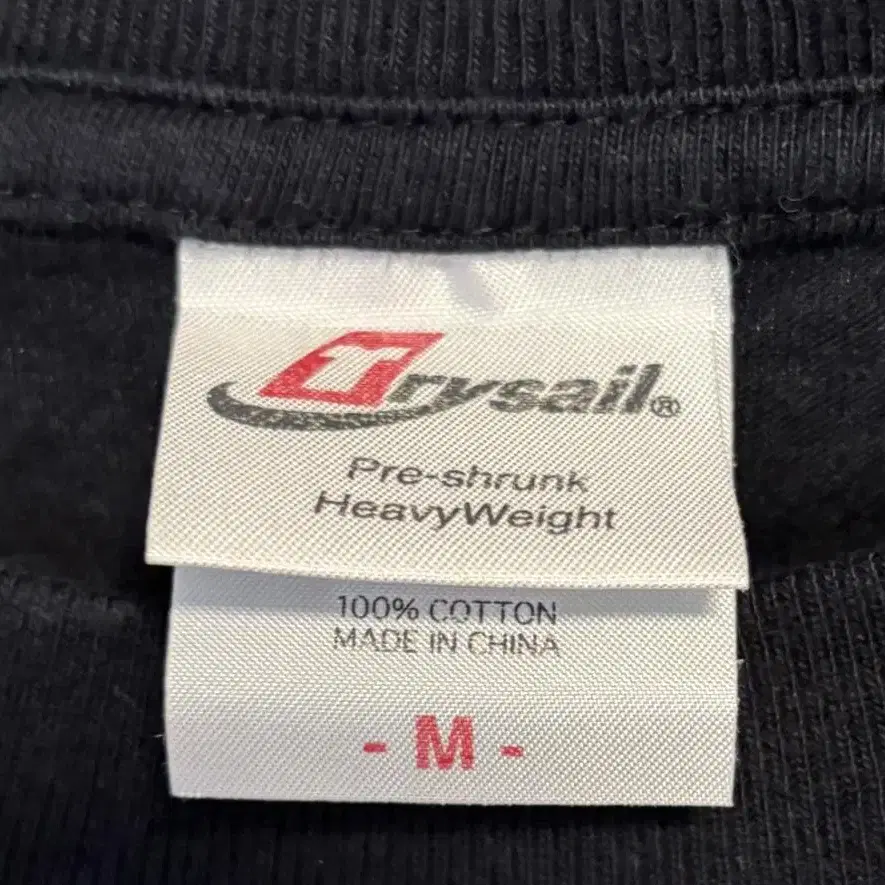 Trysail®
Pre-shrunk
HeavyWeight
100% COTTON
MADE IN CHINA
- M -